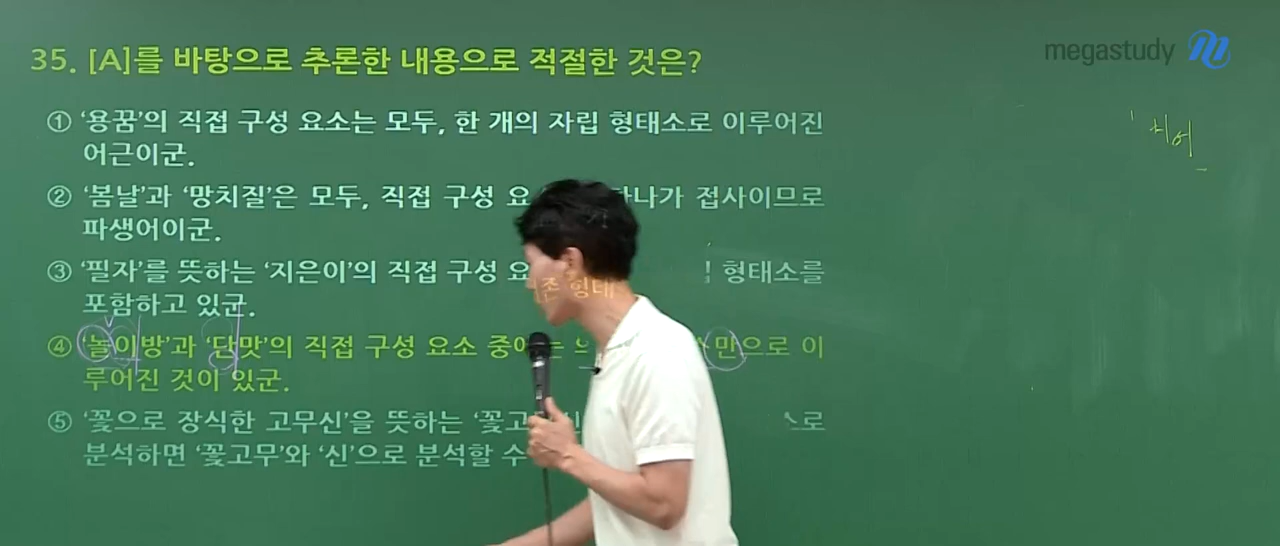 35. [A]를 바탕으로 추론한 내용으로 적절한 것은?
megastudy
① ‘용꿈’의 직접 구성 요소는 모두, 한 개의 자립 형태소로 이루어진
어근이군.
② ‘봄날’과 ‘망치질’은 모두, 직접 구성 요 하나가 접사이므로
파생어이군.
③ ‘필자’를 뜻하는 ‘지은이’의 직접 구성 요 형태소를
포함하고 있군.
존 형태
④ ‘놀이방’과 ‘단맛’의 직접 구성 요소 중에는 만으로 이
루어진 것이 있군.
⑤ ‘꽃으로 장식한 고무신’을 뜻하는 ‘꽃고 로
분석하면 ‘꽃고무’와 ‘신’으로 분석할 수